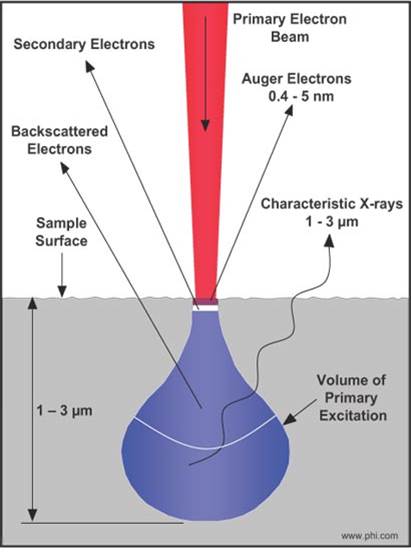 Primary Electron
Beam
Secondary Electrons
Auger Electrons
0.4 - 5 nm
Backscattered
Electrons
Characteristic X-rays
1 - 3 µm
Sample
Surface
1 – 3 µm
Volume of
Primary
Excitation
www.phi.com